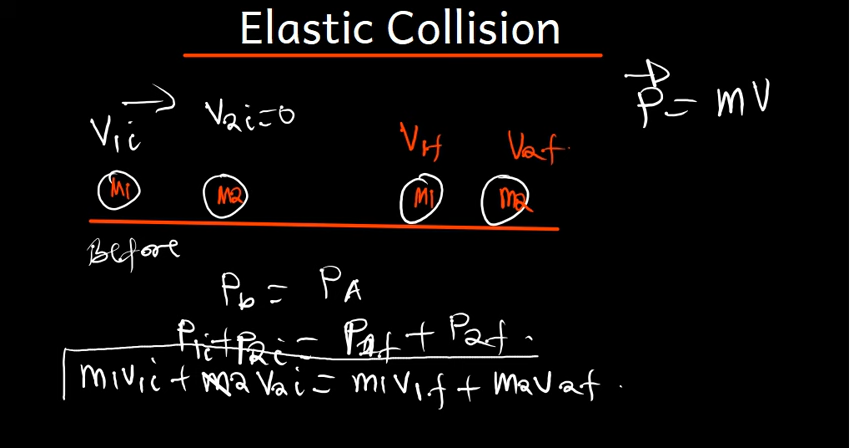 Elastic Collision
P = mV
V1i V2i=0
V1f V2f.
M1 M2 M1 M2
Before
Pb = PA
P1i+P2i = P1f + P2f.
m1V1i + m2V2i = m1V1f + m2V2f.